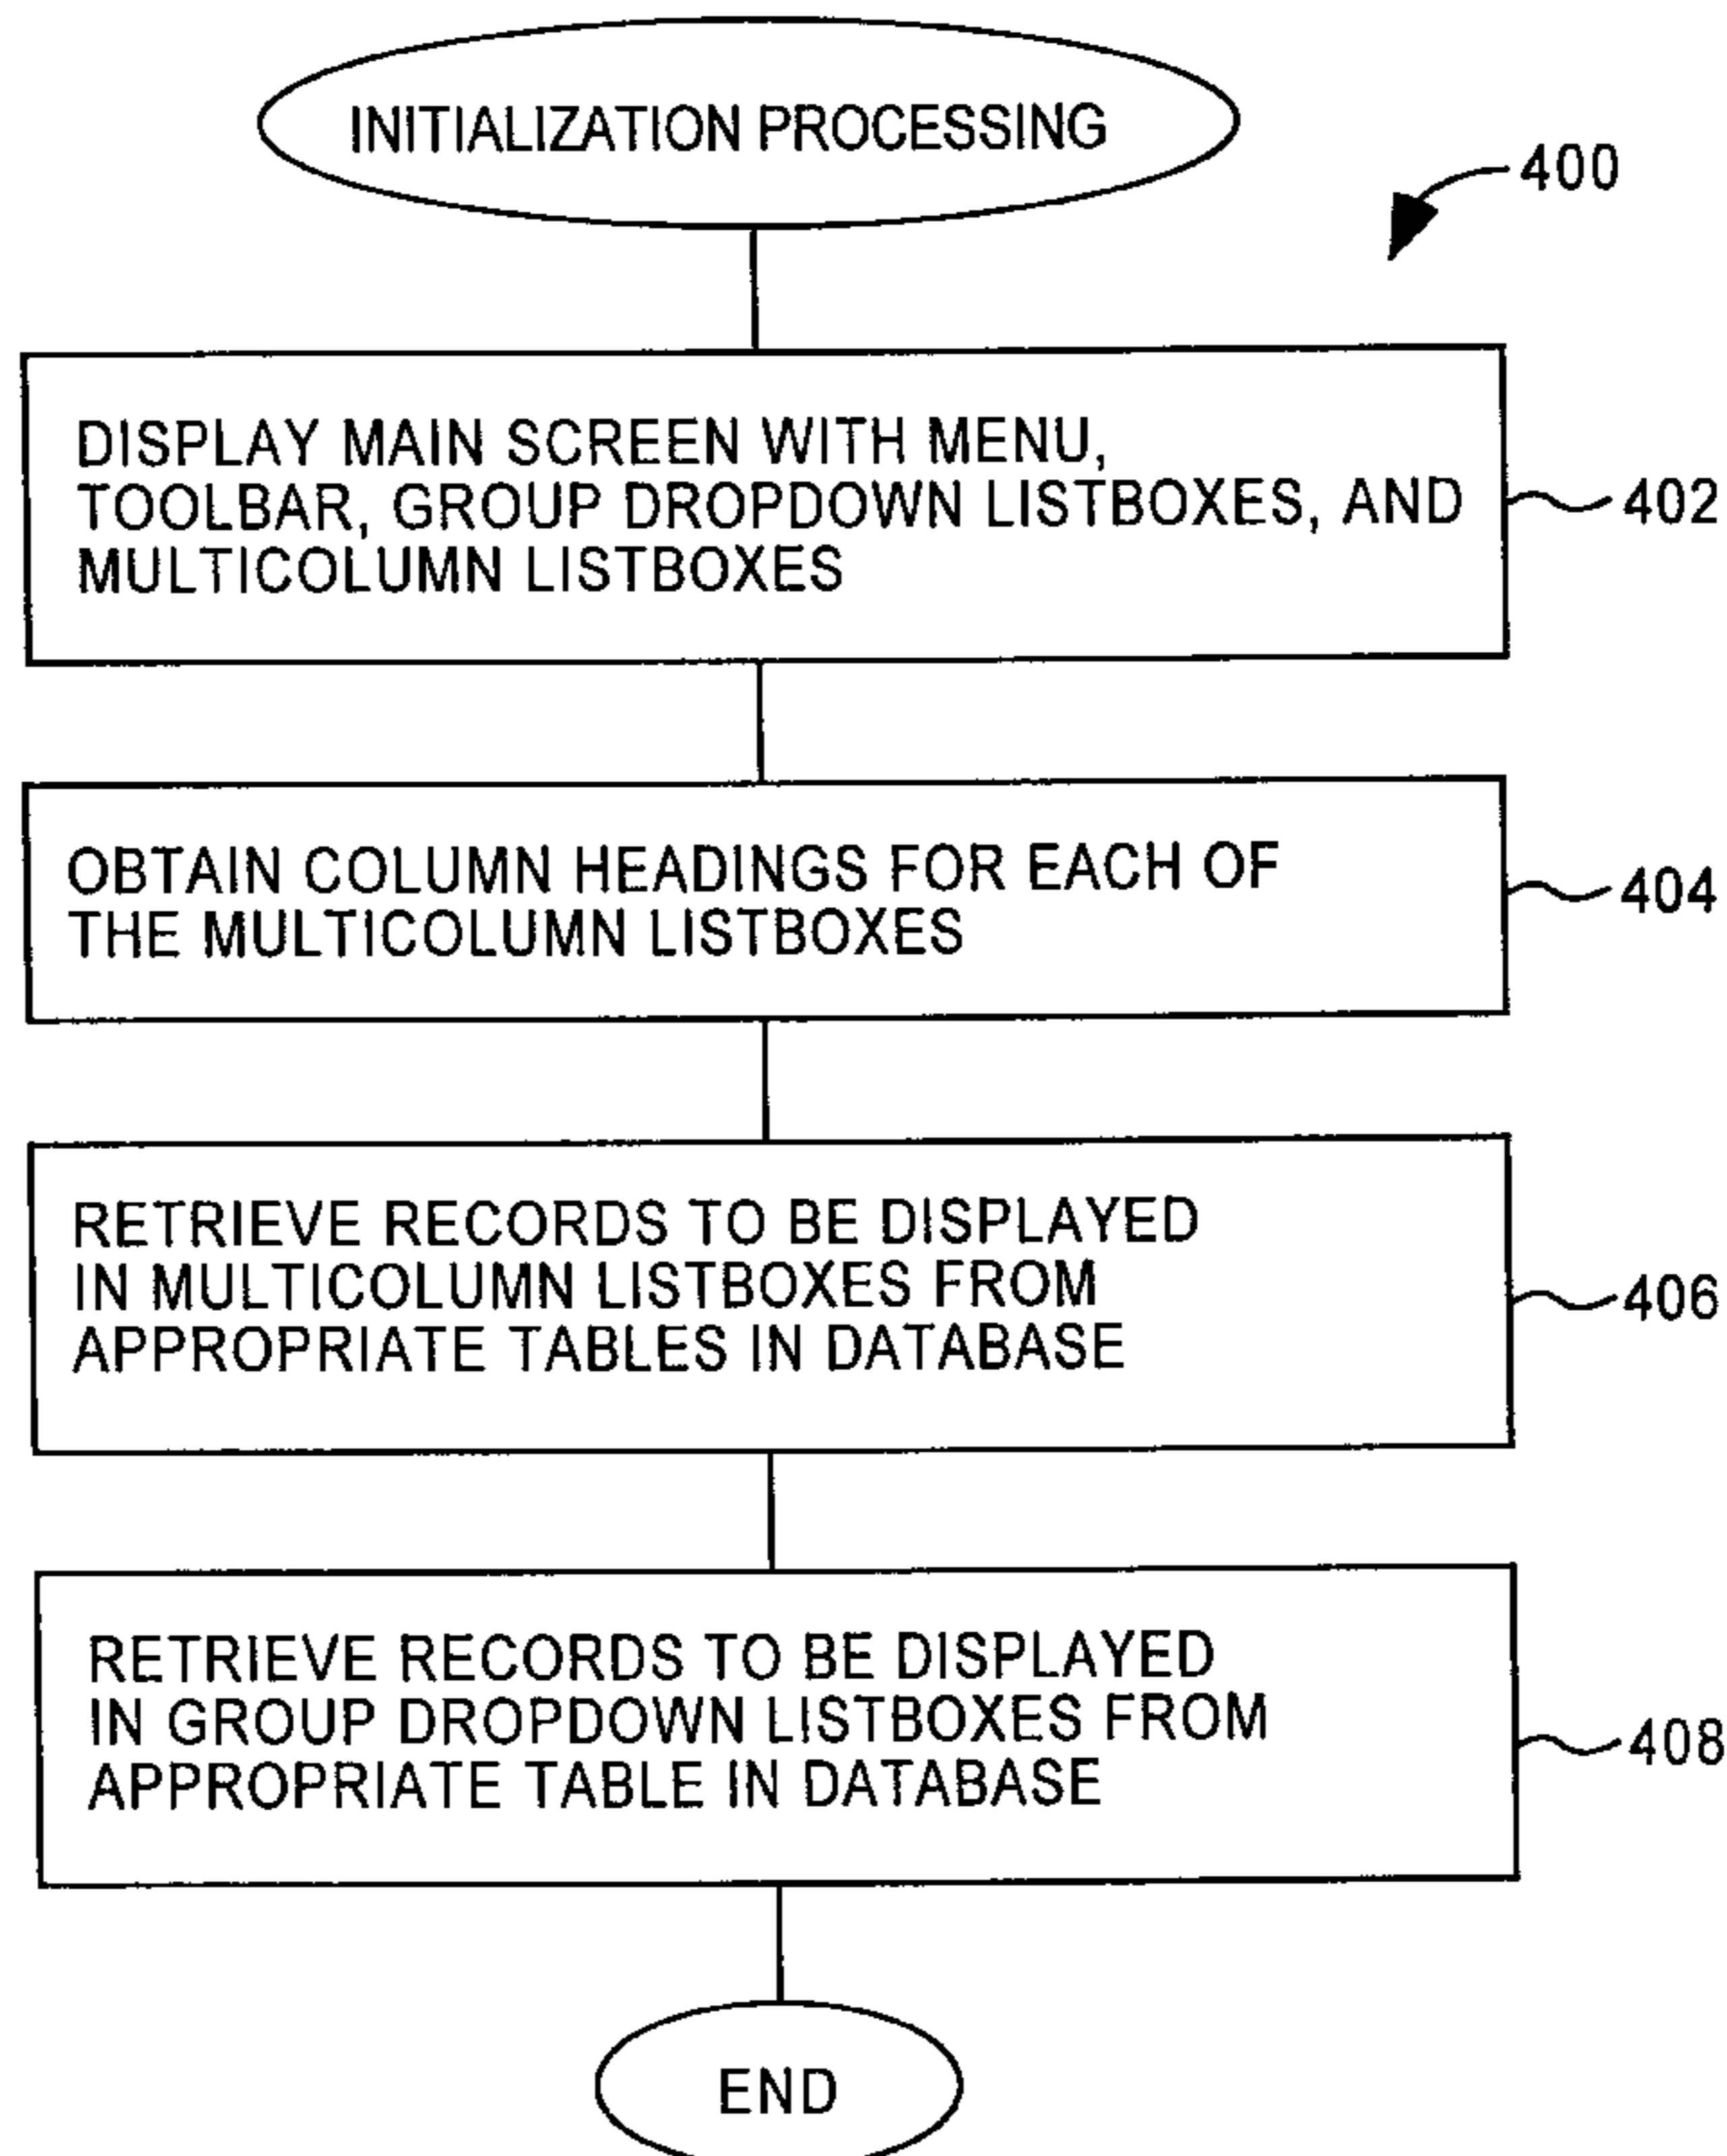 INITIALIZATION PROCESSING
400
DISPLAY MAIN SCREEN WITH MENU,
TOOLBAR, GROUP DROPDOWN LISTBOXES, AND
MULTICOLUMN LISTBOXES
402
OBTAIN COLUMN HEADINGS FOR EACH OF
THE MULTICOLUMN LISTBOXES
404
RETRIEVE RECORDS TO BE DISPLAYED
IN MULTICOLUMN LISTBOXES FROM
APPROPRIATE TABLES IN DATABASE
406
RETRIEVE RECORDS TO BE DISPLAYED
IN GROUP DROPDOWN LISTBOXES FROM
APPROPRIATE TABLE IN DATABASE
408
END